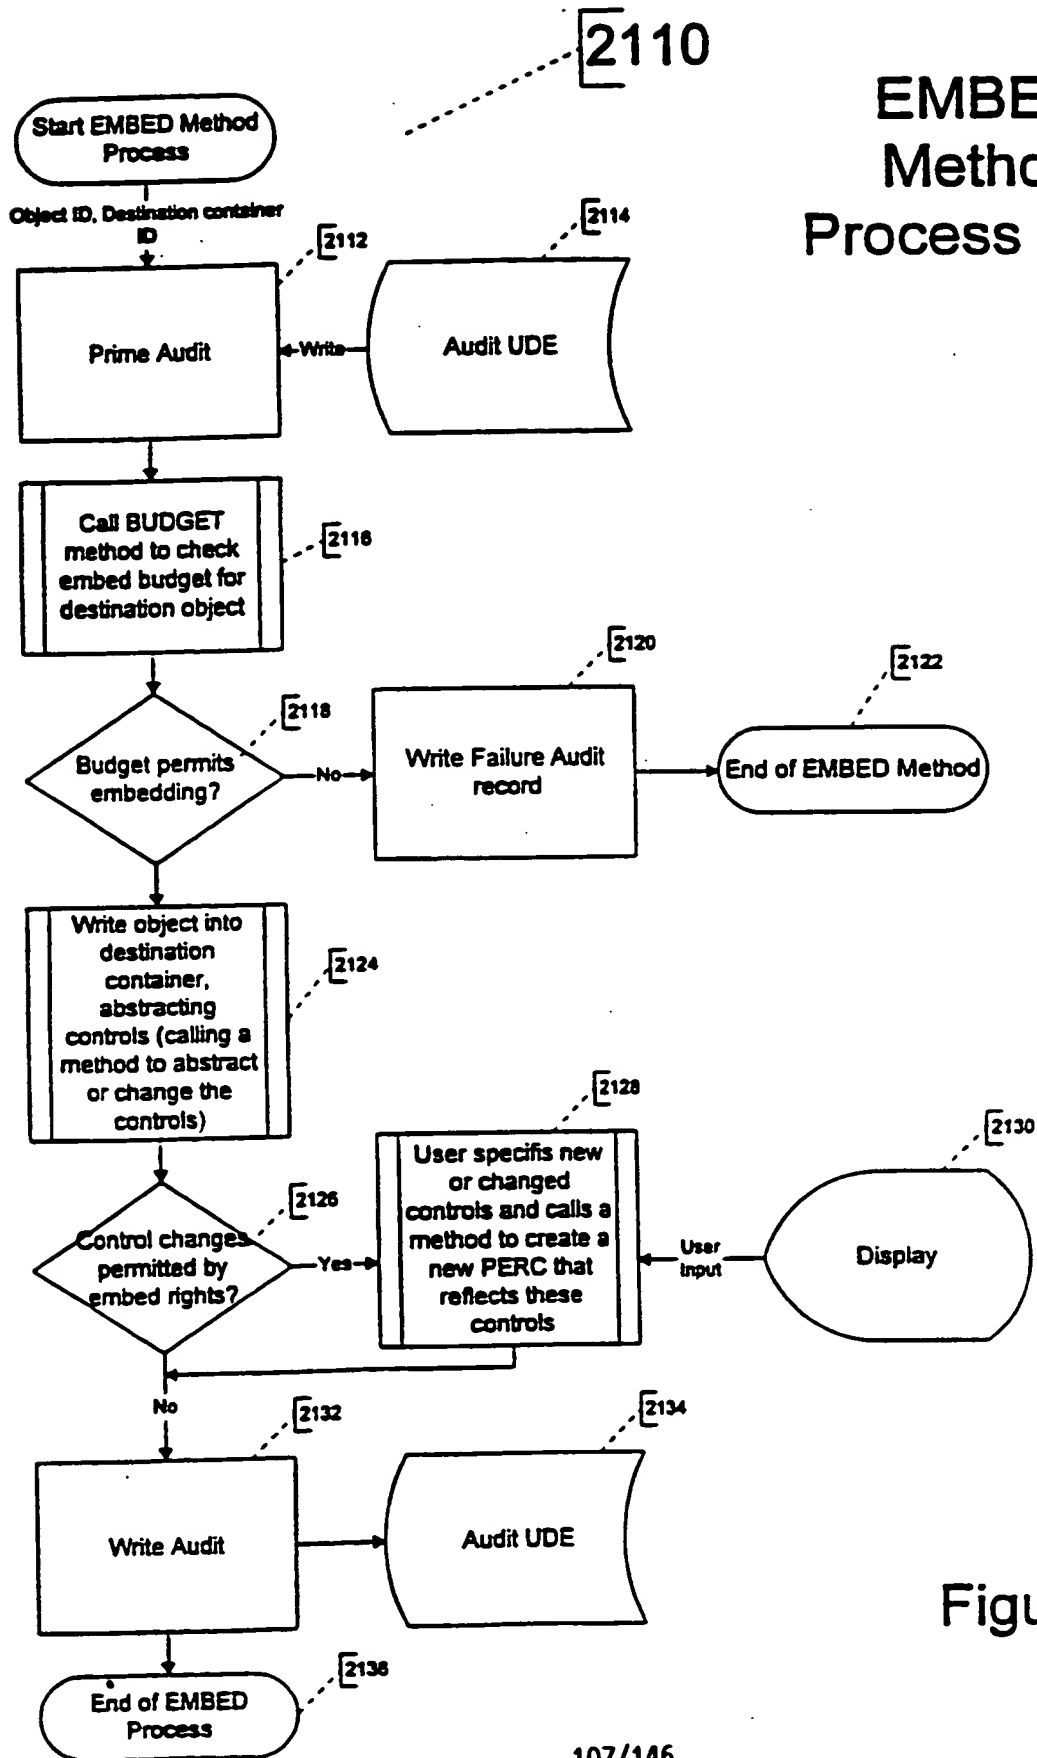 2110
EMBE
Metho
Process
Start EMBED Method
Process
Object ID, Destination container
ID
2112
2114
Prime Audit
Write
Audit UDE
Call BUDGET
method to check
embed budget for
destination object
2116
2118
2120
2122
Budget permits
embedding?
No
Write Failure Audit
record
End of EMBED Method
Write object into
destination
container,
abstracting
controls (calling a
method to abstract
or change the
controls)
2124
2126
2128
2130
Control changes
permitted by
embed rights?
Yes
User specifis new
or changed
controls and calls a
method to create a
new PERC that
reflects these
controls
User
Input
Display
No
2132
2134
Write Audit
Audit UDE
Figu
2136
End of EMBED
Process
107/146